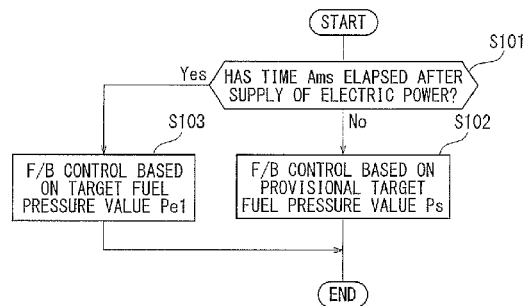 START
S101
HAS TIME Ams ELAPSED AFTER
SUPPLY OF ELECTRIC POWER?
Yes
No
S103
S102
F/B CONTROL BASED
ON TARGET FUEL
PRESSURE VALUE Pe1
F/B CONTROL BASED ON
PROVISIONAL TARGET
FUEL PRESSURE VALUE Ps
END